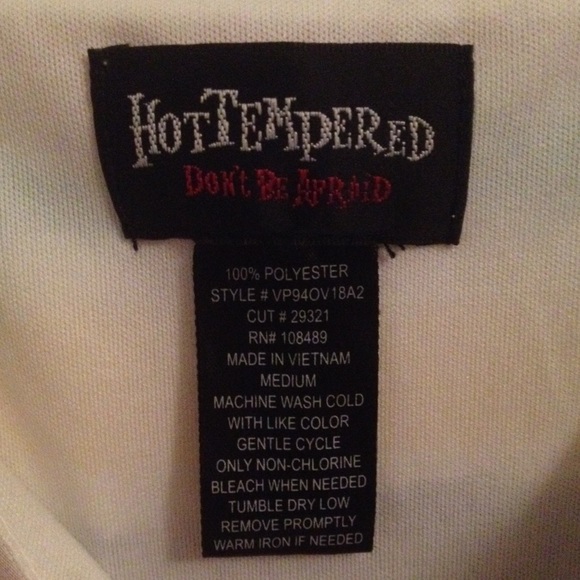 HOTTEMPERED
DON'T BE AFRAID
100% POLYESTER
STYLE # VP94OV18A2
CUT # 29321
RN# 108489
MADE IN VIETNAM
MEDIUM
MACHINE WASH COLD
WITH LIKE COLOR
GENTLE CYCLE
ONLY NON-CHLORINE
BLEACH WHEN NEEDED
TUMBLE DRY LOW
REMOVE PROMPTLY
WARM IRON IF NEEDED